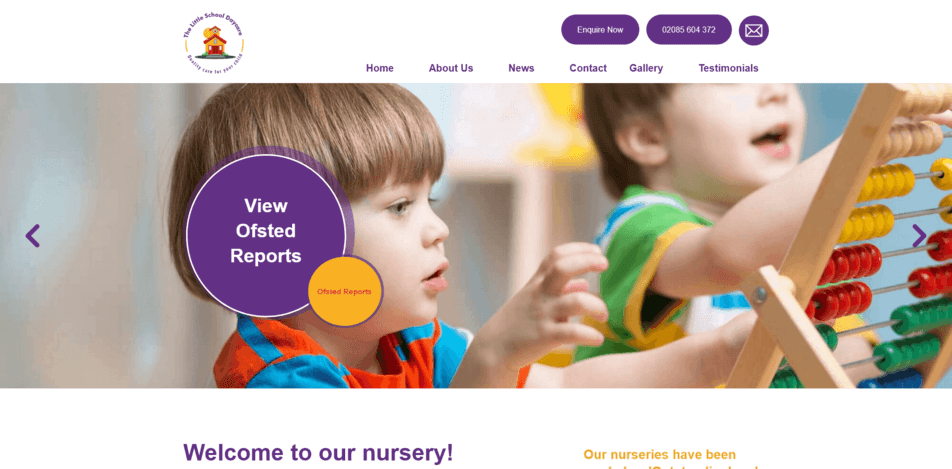 The Little School Daycare
Quality care for your child
Enquire Now
02085 604 372
Home
About Us
News
Contact
Gallery
Testimonials
View
Ofsted
Reports
Ofsted Reports
Welcome to our nursery!
Our nurseries have been